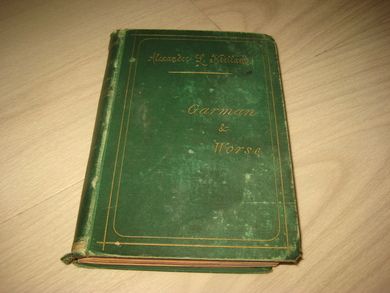 Alexander L. Kielland
Garman
&
Worse